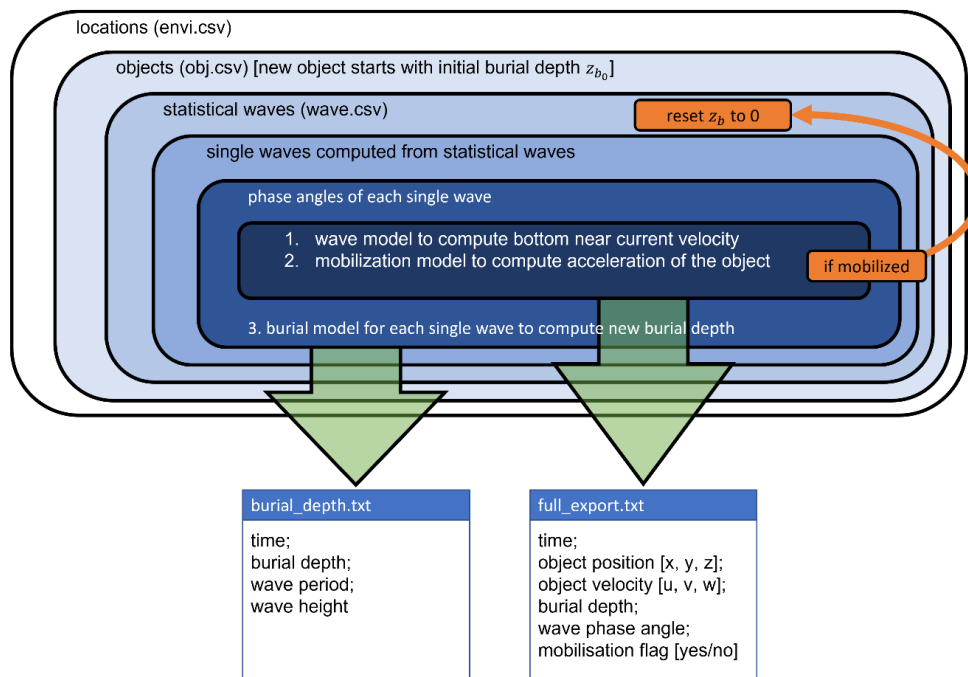 locations (envi.csv)
objects (obj.csv) [new object starts with initial burial depth z_{b_0}]
statistical waves (wave.csv)
reset z_b to 0
single waves computed from statistical waves
phase angles of each single wave
1. wave model to compute bottom near current velocity
2. mobilization model to compute acceleration of the object
if mobilized
3. burial model for each single wave to compute new burial depth
burial_depth.txt
time;
burial depth;
wave period;
wave height
full_export.txt
time;
object position [x, y, z];
object velocity [u, v, w];
burial depth;
wave phase angle;
mobilisation flag [yes/no]